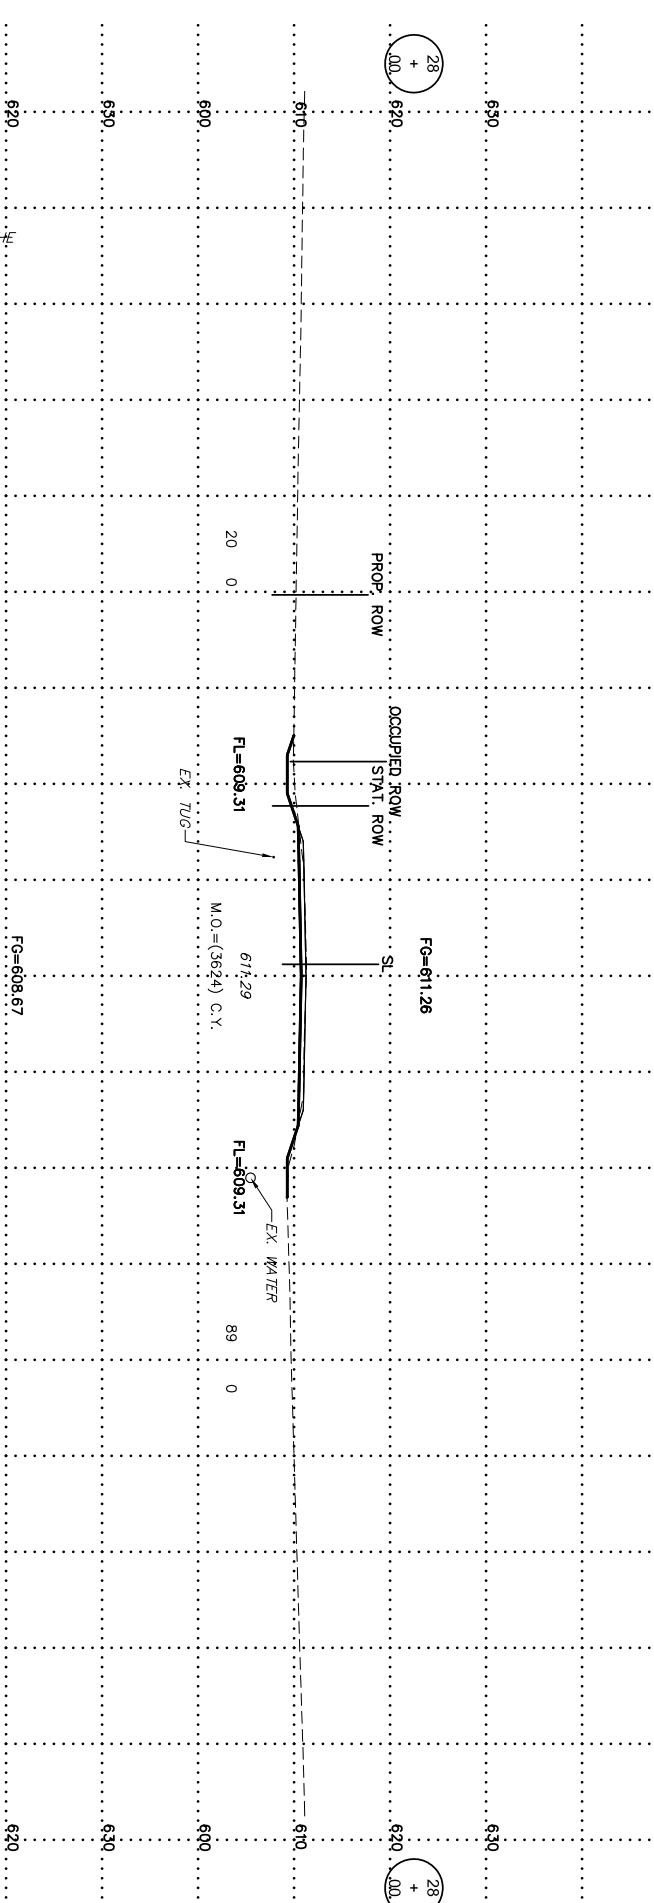 28
+
00.
630
620
610
600
630
620
E
PROP. ROW
OCCUPIED ROW
STAT. ROW
SL
FG=611.26
20 0
FL=609.31
EX. TUG
611.29
M.O.=(3624) C.Y.
FL=609.31
EX. WATER
89 0
FG=608.67
28
+
00.
630
620
610
600
630
620